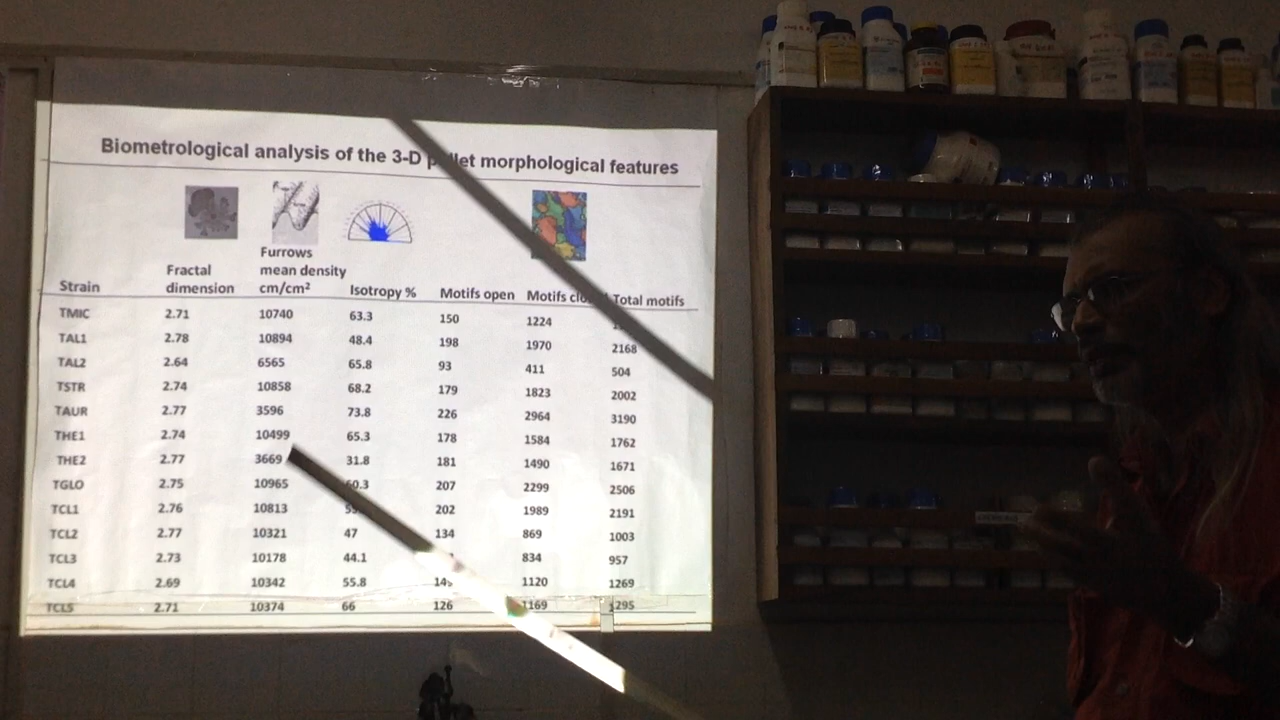 Biometrological analysis of the 3-D morphological features
Furrows
Fractal mean density
Strain dimension cm/cm² Isotropy % Motifs open Motifs Total motifs
TMIC 2.71 10740 63.3 150 1224
TAL1 2.78 10894 48.4 198 1970 2168
TAL2 2.64 6565 65.8 93 411 504
TSTR 2.74 10858 68.2 179 1823 2002
TAUR 2.77 3596 73.8 226 2964 3190
THE1 2.74 10499 65.3 178 1584 1762
THE2 2.77 3669 31.8 181 1490 1671
TGLO 2.75 10965 60.3 207 2299 2506
TCL1 2.76 10813 202 1989 2191
TCL2 2.77 10321 47 134 869 1003
TCL3 2.73 10178 44.1 834 957
TCL4 2.69 10342 55.8 149 1120 1269
TCL5 2.71 10374 66 126 1169 1295